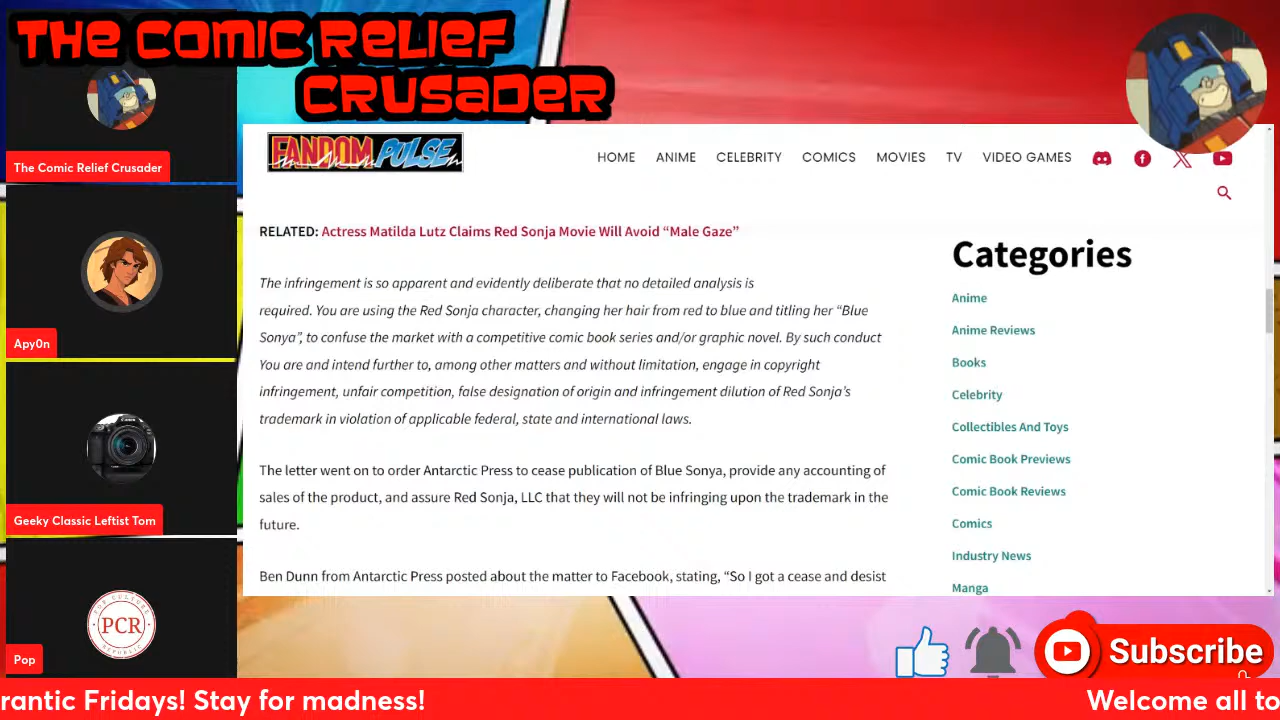 THE COMIC RELIEF
CRUSADER
The Comic Relief Crusader
Apy0n
Geeky Classic Leftist Tom
POP CULTURE
PCR
REPUBLIC
Pop
FANDOM PULSE
HOME ANIME CELEBRITY COMICS MOVIES TV VIDEO GAMES
RELATED: Actress Matilda Lutz Claims Red Sonja Movie Will Avoid “Male Gaze”
The infringement is so apparent and evidently deliberate that no detailed analysis is
required. You are using the Red Sonja character, changing her hair from red to blue and titling her “Blue
Sonya”, to confuse the market with a competitive comic book series and/or graphic novel. By such conduct
You are and intend further to, among other matters and without limitation, engage in copyright
infringement, unfair competition, false designation of origin and infringement dilution of Red Sonja’s
trademark in violation of applicable federal, state and international laws.
The letter went on to order Antarctic Press to cease publication of Blue Sonya, provide any accounting of
sales of the product, and assure Red Sonja, LLC that they will not be infringing upon the trademark in the
future.
Ben Dunn from Antarctic Press posted about the matter to Facebook, stating, “So I got a cease and desist
Categories
Anime
Anime Reviews
Books
Celebrity
Collectibles And Toys
Comic Book Previews
Comic Book Reviews
Comics
Industry News
Manga
Subscribe
rantic Fridays! Stay for madness!
Welcome all to